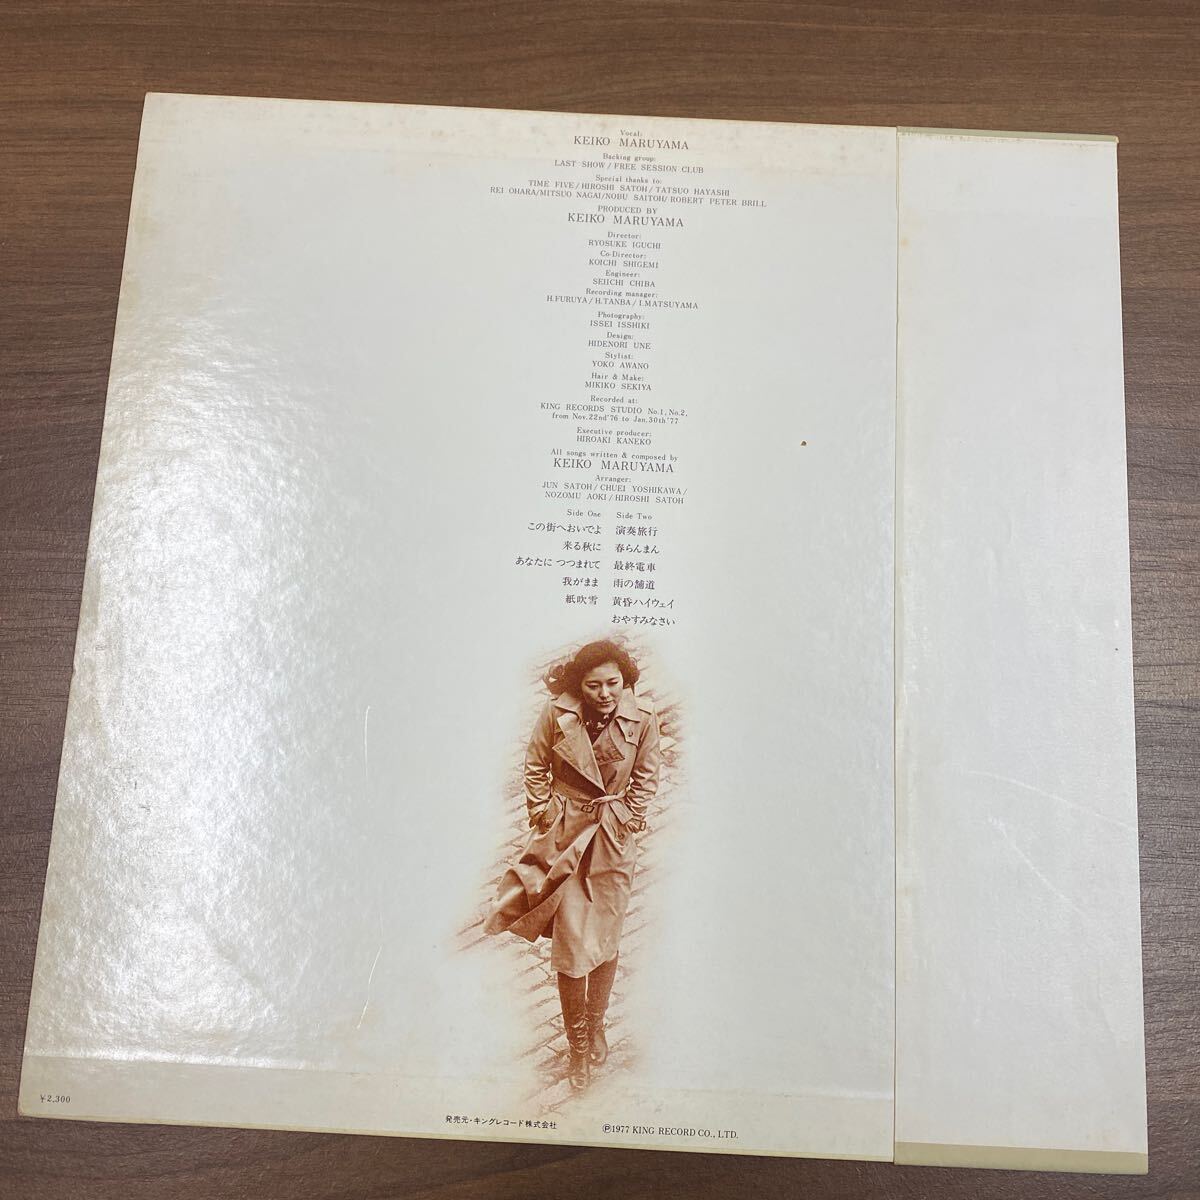 Vocal:
KEIKO MARUYAMA
Backing group:
LAST SHOW/FREE SESSION CLUB
Special thanks to:
TIME FIVE/HIROSHI SATOH/TATSUO HAYASHI
REI OHARA/MITSUO NAGAI/NOBU SAITOH/ROBERT PETER BRILL
PRODUCED BY
KEIKO MARUYAMA
Director:
RYOSUKE IGUCHI
Co-Director:
KOICHI SHIGEMI
Engineer:
SEIICHI CHIBA
Recording manager:
H.FURUYA/H.TANBA/I.MATSUYAMA
Photography:
ISSEI ISSHIKI
Design:
HIDENORI UNE
Stylist:
YOKO AWANO
Hair & Make:
MIKIKO SEKIYA
Recorded at:
KING RECORDS STUDIO No.1, No.2,
from Nov.22nd'76 to Jan.30th'77
Executive producer:
HIROAKI KANEKO
All songs written & composed by
KEIKO MARUYAMA
Arranger:
JUN SATOH/CHUEI YOSHIKAWA/
NOZOMU AOKI/HIROSHI SATOH
Side One
この街へおいでよ
来る秋に
あなたに つつまれて
我がまま
紙吹雪
Side Two
演奏旅行
春らんまん
最終電車
雨の舗道
黄昏ハイウェイ
おやすみなさい
¥2,300
発売元・キングレコード株式会社
Ⓟ1977 KING RECORD CO., LTD.